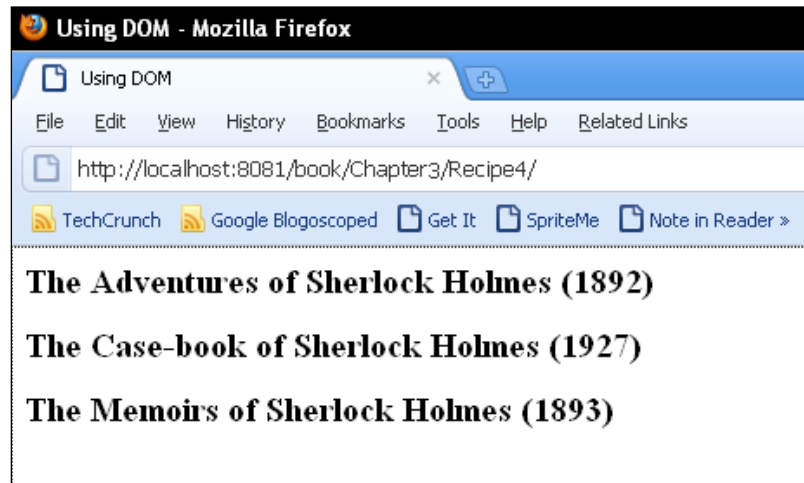 Using DOM - Mozilla Firefox
Using DOM
File Edit View History Bookmarks Tools Help Related Links
http://localhost:8081/book/Chapter3/Recipe4/
TechCrunch Google Blogoscoped Get It SpriteMe Note in Reader »
The Adventures of Sherlock Holmes (1892)
The Case-book of Sherlock Holmes (1927)
The Memoirs of Sherlock Holmes (1893)